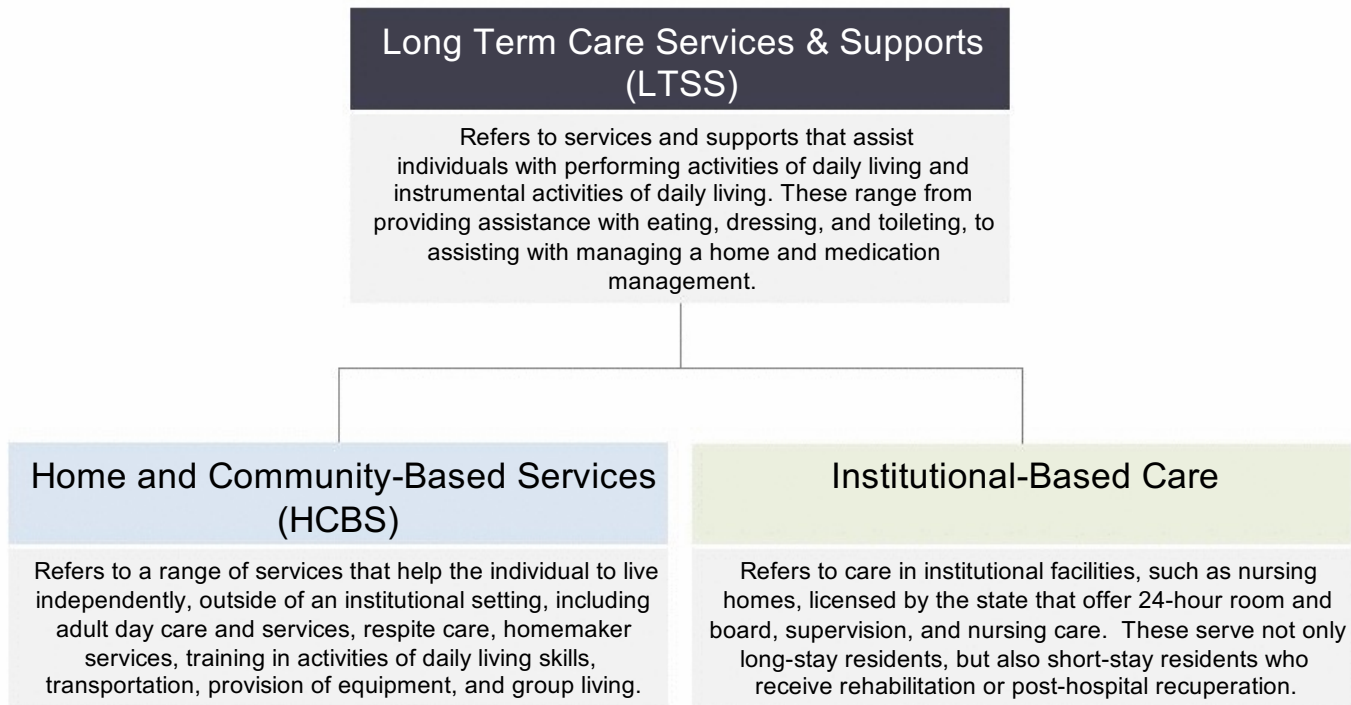 Long Term Care Services & Supports
(LTSS)
Refers to services and supports that assist
individuals with performing activities of daily living and
instrumental activities of daily living. These range from
providing assistance with eating, dressing, and toileting, to
assisting with managing a home and medication
management.
Home and Community-Based Services
(HCBS)
Refers to a range of services that help the individual to live
independently, outside of an institutional setting, including
adult day care and services, respite care, homemaker
services, training in activities of daily living skills,
transportation, provision of equipment, and group living.
Institutional-Based Care
Refers to care in institutional facilities, such as nursing
homes, licensed by the state that offer 24-hour room and
board, supervision, and nursing care.  These serve not only
long-stay residents, but also short-stay residents who
receive rehabilitation or post-hospital recuperation.